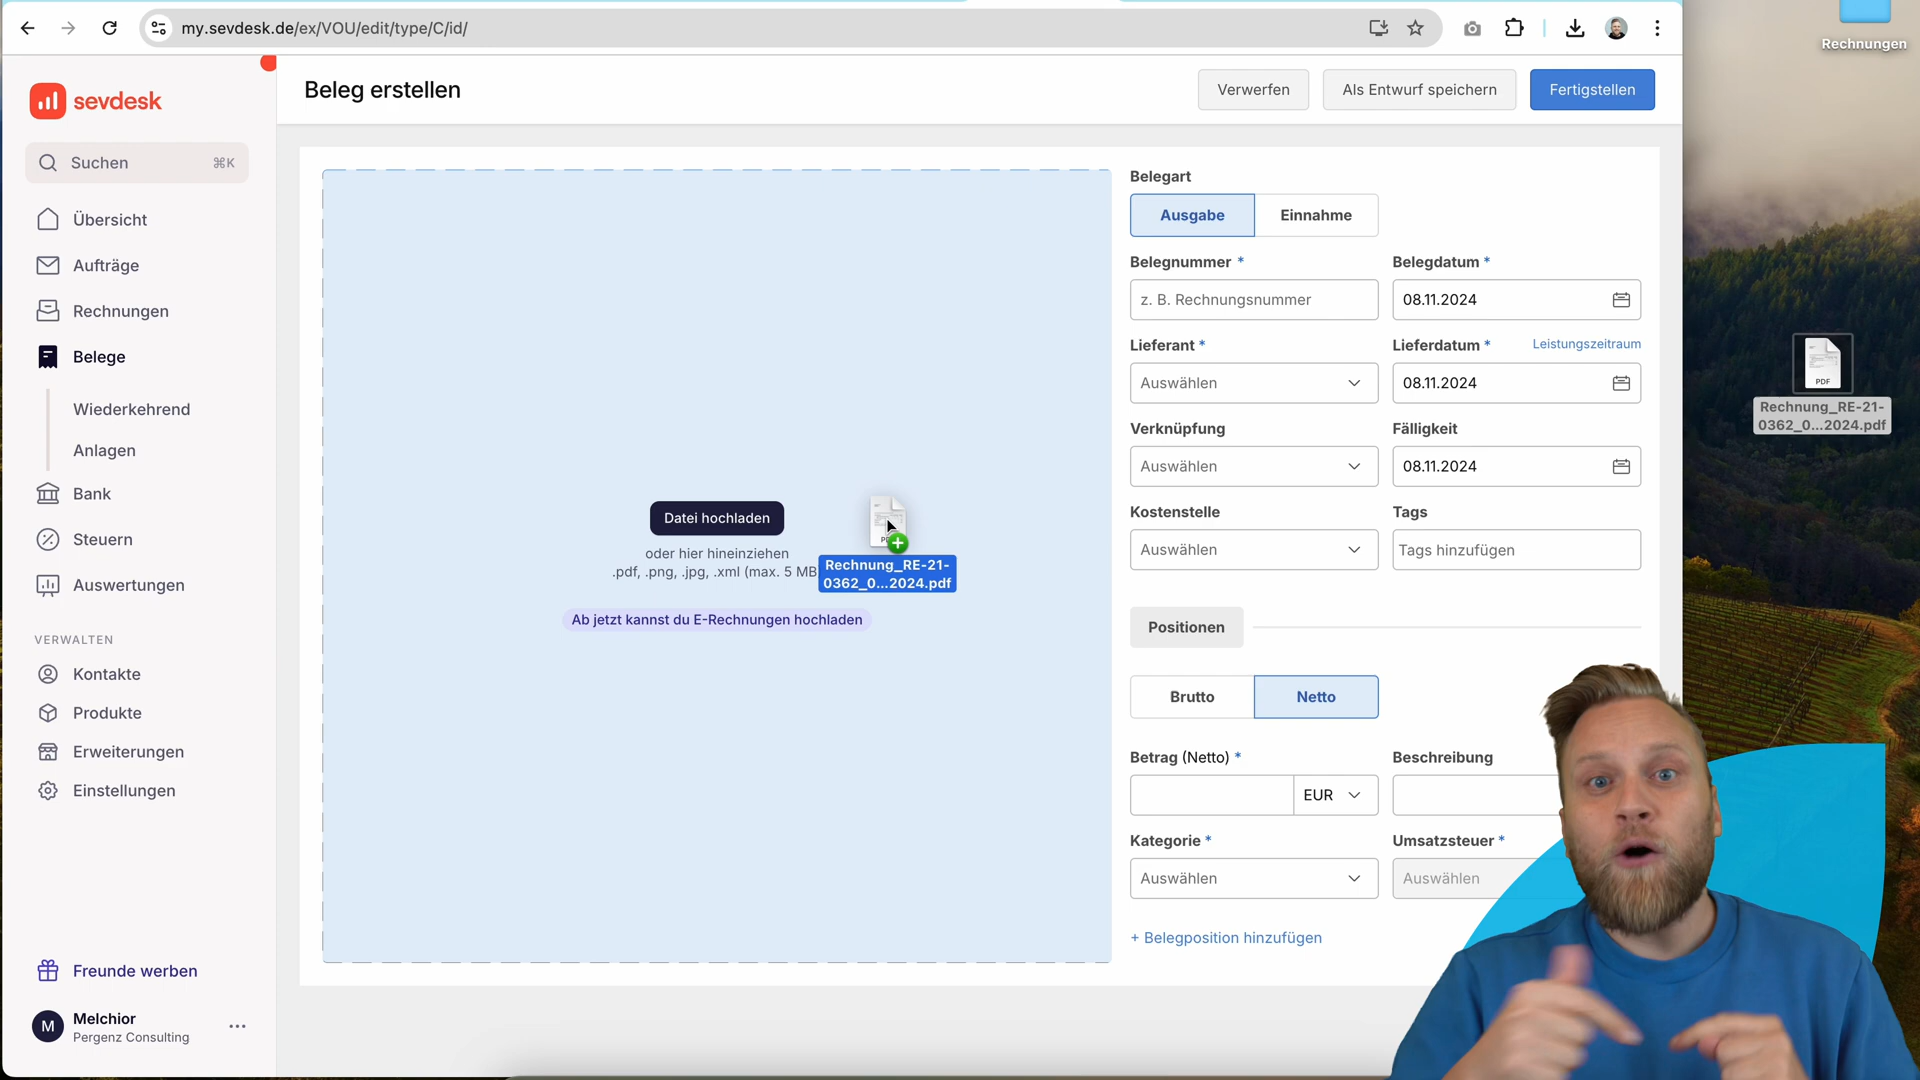 my.sevdesk.de/ex/VOU/edit/type/C/id/
Rechnungen
sevdesk
Suchen ⌘K
Übersicht
Aufträge
Rechnungen
Belege
Wiederkehrend
Anlagen
Bank
Steuern
Auswertungen
VERWALTEN
Kontakte
Produkte
Erweiterungen
Einstellungen
Freunde werben
M
Melchior
Pergenz Consulting
Beleg erstellen
Verwerfen
Als Entwurf speichern
Fertigstellen
Datei hochladen
oder hier hineinziehen
.pdf, .png, .jpg, .xml (max. 5 MB
Rechnung_RE-21-
0362_0...2024.pdf
Ab jetzt kannst du E-Rechnungen hochladen
Belegart
Ausgabe
Einnahme
Belegnummer *
z. B. Rechnungsnummer
Belegdatum *
08.11.2024
Lieferant *
Auswählen
Lieferdatum *
Leistungszeitraum
08.11.2024
Verknüpfung
Auswählen
Fälligkeit
08.11.2024
Kostenstelle
Auswählen
Tags
Tags hinzufügen
Positionen
Brutto
Netto
Betrag (Netto) *
EUR
Beschreibung
Kategorie *
Auswählen
Umsatzsteuer *
Auswählen
+ Belegposition hinzufügen
PDF
Rechnung_RE-21-
0362_0...2024.pdf